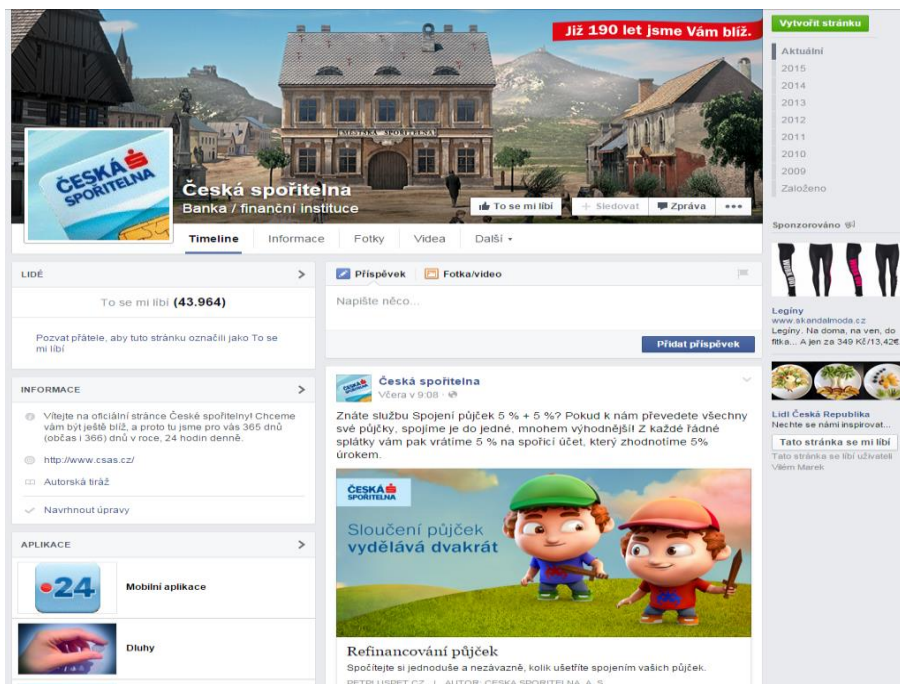 Již 190 let jsme Vám blíž.
MĚSTSKÁ SPOŘITELNA
ČESKÁ
SPOŘITELNA
Česká spořitelna
Banka / finanční instituce
To se mi líbí
Sledovat
Zpráva
Timeline
Informace
Fotky
Videa
Další
LIDÉ
To se mi líbí (43.964)
Pozvat přátele, aby tuto stránku označili jako To se
mi líbí
INFORMACE
Vítejte na oficiální stránce České spořitelny! Chceme
vám být ještě blíž, a proto tu jsme pro vás 365 dnů
(občas i 366) dnů v roce, 24 hodin denně.
http://www.csas.cz/
Autorská tiráž
Navrhnout úpravy
APLIKACE
24
Mobilní aplikace
Dluhy
Příspěvek
Fotka/video
Napište něco...
Přidat příspěvek
Česká spořitelna
Včera v 9:08
Znáte službu Spojení půjček 5 % + 5 %? Pokud k nám převedete všechny
své půjčky, spojíme je do jedné, mnohem výhodnější! Z každé řádné
splátky vám pak vrátíme 5 % na spořicí účet, který zhodnotíme 5%
úrokem.
ČESKÁ
SPOŘITELNA
Sloučení půjček
vydělává dvakrát
Refinancování půjček
Spočítejte si jednoduše a nezávazně, kolik ušetříte spojením vašich půjček.
PETPLUSPET.CZ | AUTOR: CESKA SPORITELNA, A. S.
Vytvořit stránku
Aktuální
2015
2014
2013
2012
2011
2010
2009
Založeno
Sponzorováno
Legíny
www.skandalmoda.cz
Legíny. Na doma, na ven, do
fitka... A jen za 349 Kč/13,42€
Lidl Česká Republika
Nechte se námi inspirovat...
Tato stránka se mi líbí
Tato stránka se líbí uživateli
Vilém Marek